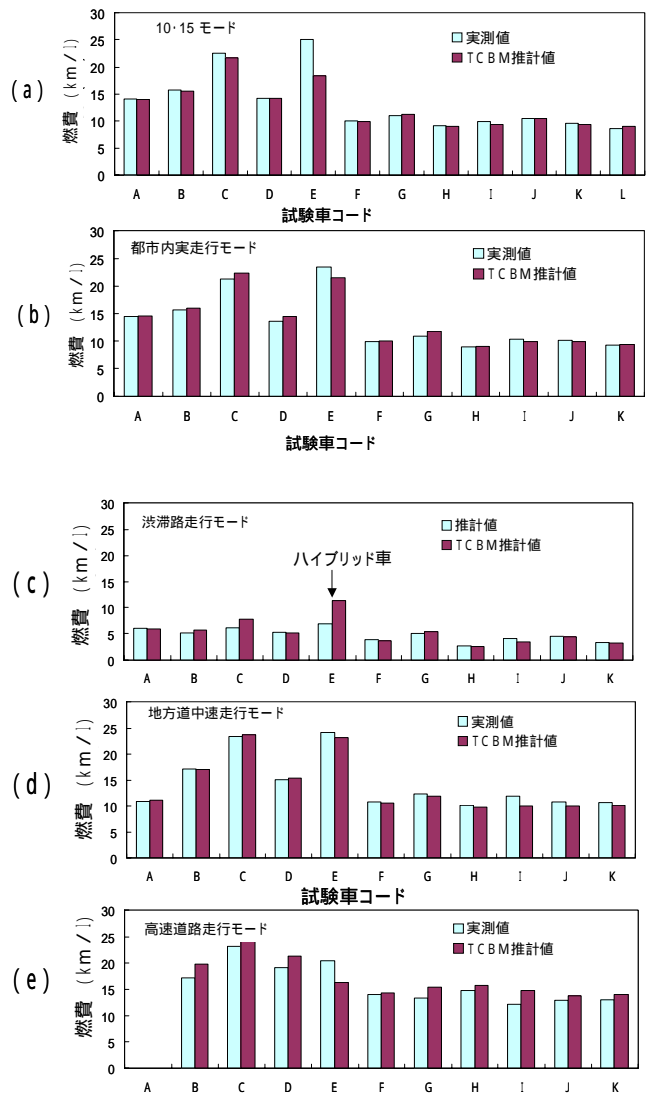 (a)
10·15 モード
燃費 (km/l)
30
25
20
15
10
5
0
実測値
TCBM推計値
A B C D E F G H I J K L
試験車コード
(b)
都市内実走行モード
燃費 (km/l)
30
25
20
15
10
5
0
実測値
TCBM推計値
A B C D E F G H I J K
試験車コード
(c)
渋滞路走行モード
燃費 (km/l)
30
25
20
15
10
5
0
推計値
TCBM推計値
ハイブリッド車
A B C D E F G H I J K
(d)
地方道中速走行モード
燃費 (km/l)
30
25
20
15
10
5
0
実測値
TCBM推計値
A B C D E F G H I J K
試験車コード
(e)
高速道路走行モード
燃費 (km/l)
30
25
20
15
10
5
0
実測値
TCBM推計値
A B C D E F G H I J K